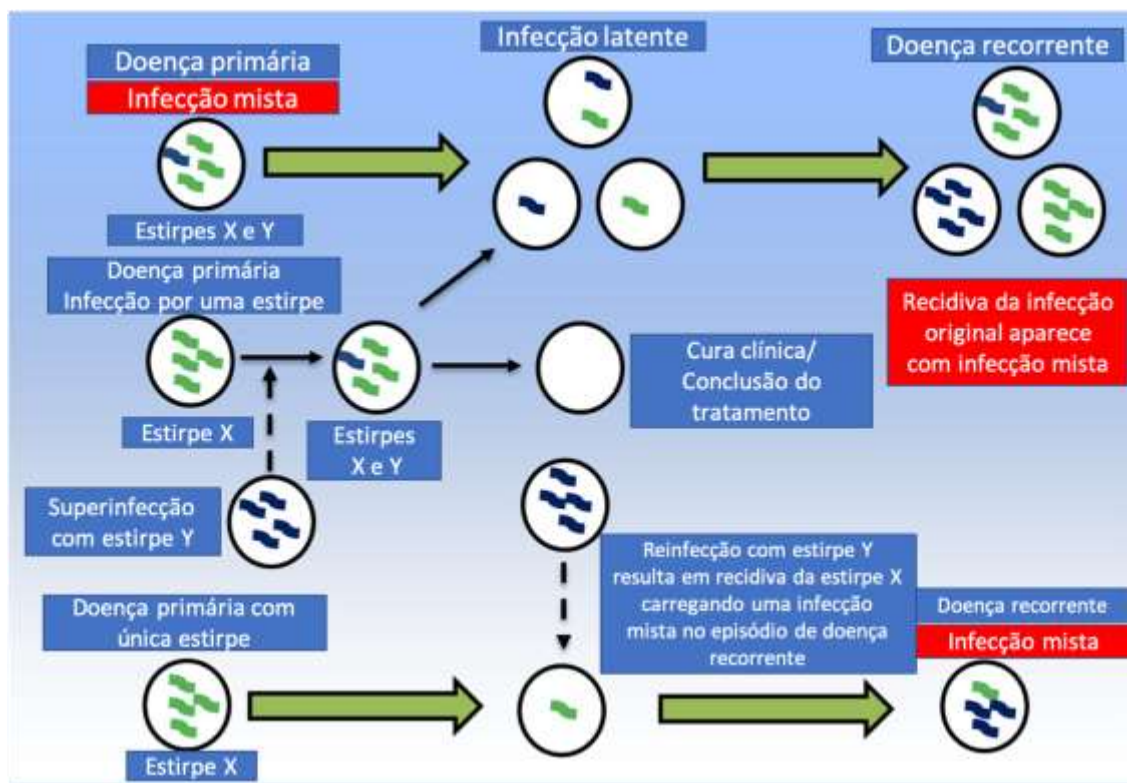 Doença primária
Infecção mista
Estirpes X e Y
Infecção latente
Doença recorrente
Recidiva da infecção
original aparece
com infecção mista
Doença primária
Infecção por uma estirpe
Estirpe X
Estirpes
X e Y
Cura clínica/
Conclusão do
tratamento
Superinfecção
com estirpe Y
Reinfecção com estirpe Y
resulta em recidiva da estirpe X
carregando uma infecção
mista no episódio de doença
recorrente
Doença primária com
única estirpe
Estirpe X
Doença recorrente
Infecção mista